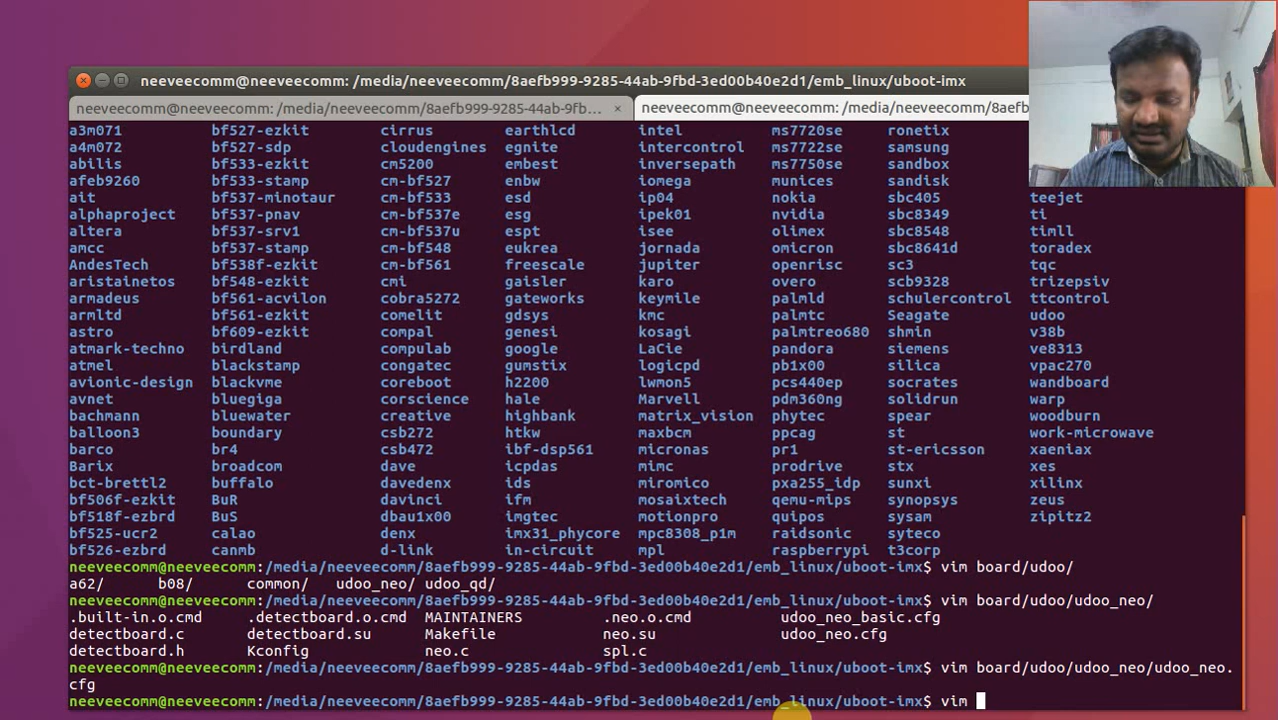 neeveecomm@neeveecomm: /media/neeveecomm/8aefb999-9285-44ab-9fbd-3ed00b40e2d1/emb_linux/uboot-imx
neeveecomm@neeveecomm: /media/neeveecomm/8aefb999-9285-44ab-9fb... × neeveecomm@neeveecomm: /media/neeveecomm/8aefb
a3m071 bf527-ezkit cirrus earthlcd intel ms7720se ronetix
a4m072 bf527-sdp cloudengines egnite intercontrol ms7722se samsung
abilis bf533-ezkit cm5200 embest inversepath ms7750se sandbox
afeb9260 bf533-stamp cm-bf527 enbw iomega munices sandisk
ait bf537-minotaur cm-bf533 esd ip04 nokia sbc405 teejet
alphaproject bf537-pnav cm-bf537e esg ipek01 nvidia sbc8349 ti
altera bf537-srv1 cm-bf537u espt isee olimex sbc8548 timll
amcc bf537-stamp cm-bf548 eukrea jornada omicron sbc8641d toradex
AndesTech bf538f-ezkit cm-bf561 freescale jupiter openrisc sc3 tqc
aristainetos bf548-ezkit cmi gaisler karo overo scb9328 trizepsiv
armadeus bf561-acvilon cobra5272 gateworks keymile palmld schulercontrol ttcontrol
armltd bf561-ezkit comelit gdsys kmc palmtc Seagate udoo
astro bf609-ezkit compal genesi kosagi palmtreo680 shmin v38b
atmark-techno birdland compulab google LaCie pandora siemens ve8313
atmel blackstamp congatec gumstix logicpd pb1x00 silica vpac270
avionic-design blackvme coreboot h2200 lwmon5 pcs440ep socrates wandboard
avnet bluegiga corscience hale Marvell pdm360ng solidrun warp
bachmann bluewater creative highbank matrix_vision phytec spear woodburn
balloon3 boundary csb272 htkw maxbcm ppcag st work-microwave
barco br4 csb472 ibf-dsp561 micronas pr1 st-ericsson xaeniax
Barix broadcom dave icpdas mimc prodrive stx xes
bct-brettl2 buffalo davedenx ids miromico pxa255_idp sunxi xilinx
bf506f-ezkit BuR davinci ifm mosaixtech qemu-mips synopsys zeus
bf518f-ezbrd BuS dbau1x00 imgtec motionpro quipos sysam zipitz2
bf525-ucr2 calao denx imx31_phycore mpc8308_p1m raidsonic syteco
bf526-ezbrd canmb d-link in-circuit mpl raspberrypi t3corp
neeveecomm@neeveecomm:/media/neeveecomm/8aefb999-9285-44ab-9fbd-3ed00b40e2d1/emb_linux/uboot-imx$ vim board/udoo/
a62/ b08/ common/ udoo_neo/ udoo_qd/
neeveecomm@neeveecomm:/media/neeveecomm/8aefb999-9285-44ab-9fbd-3ed00b40e2d1/emb_linux/uboot-imx$ vim board/udoo/udoo_neo/
.built-in.o.cmd .detectboard.o.cmd MAINTAINERS .neo.o.cmd udoo_neo_basic.cfg
detectboard.c detectboard.su Makefile neo.su udoo_neo.cfg
detectboard.h Kconfig neo.c spl.c
neeveecomm@neeveecomm:/media/neeveecomm/8aefb999-9285-44ab-9fbd-3ed00b40e2d1/emb_linux/uboot-imx$ vim board/udoo/udoo_neo/udoo_neo.
cfg
neeveecomm@neeveecomm:/media/neeveecomm/8aefb999-9285-44ab-9fbd-3ed00b40e2d1/emb_linux/uboot-imx$ vim